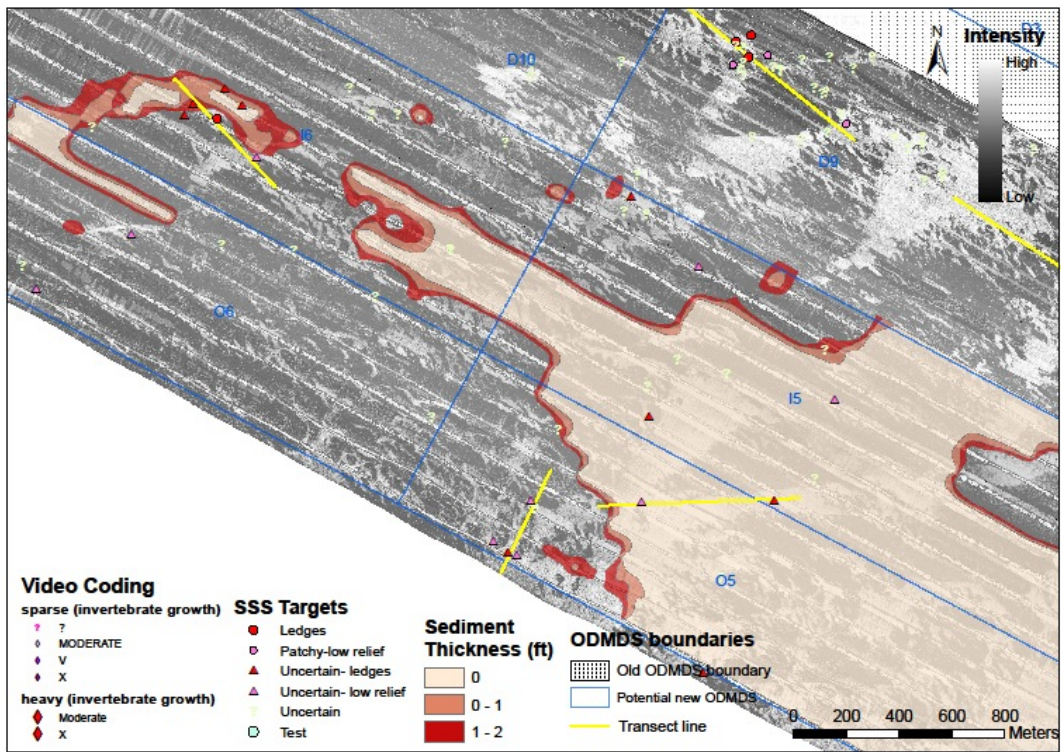 D3
N
Intensity
High
D10
I6
D9
Low
O6
I5
O5
Video Coding
sparse (invertebrate growth)
? ?
MODERATE
V
X
heavy (invertebrate growth)
Moderate
X
SSS Targets
Ledges
Patchy-low relief
Uncertain- ledges
Uncertain- low relief
? Uncertain
Test
Sediment
Thickness (ft)
0
0 - 1
1 - 2
ODMDS boundaries
Old ODMDS boundary
Potential new ODMDS
Transect line
0 200 400 600 800
Meters